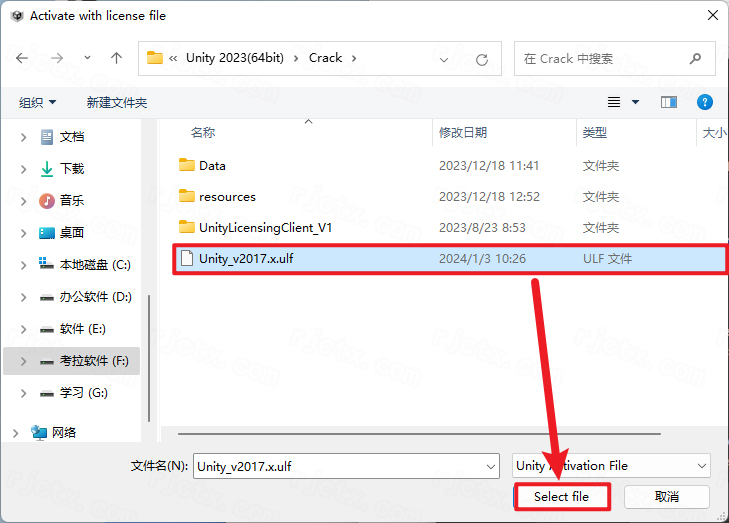 Activate with license file
« Unity 2023(64bit) › Crack ›
在 Crack 中搜索
组织
新建文件夹
名称 修改日期 类型 大小
文档
下载
音乐
桌面
本地磁盘 (C:)
办公软件 (D:)
软件 (E:)
考拉软件 (F:)
学习 (G:)
网络
Data 2023/12/18 11:41 文件夹
resources 2023/12/18 12:52 文件夹
UnityLicensingClient_V1 2023/8/23 8:53 文件夹
Unity_v2017.x.ulf 2024/1/3 10:26 ULF 文件
文件名(N): Unity_v2017.x.ulf
Unity Activation File
Select file
取消